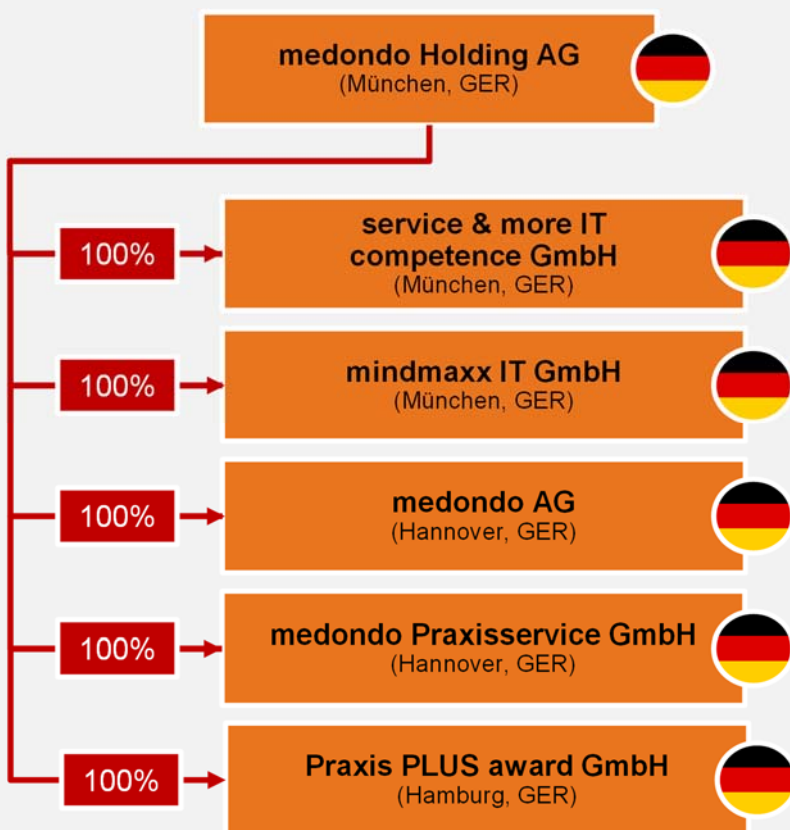 medondo Holding AG
(München, GER)
service & more IT
competence GmbH
(München, GER)
100%
mindmaxx IT GmbH
(München, GER)
100%
medondo AG
(Hannover, GER)
100%
medondo Praxisservice GmbH
(Hannover, GER)
100%
Praxis PLUS award GmbH
(Hamburg, GER)
100%